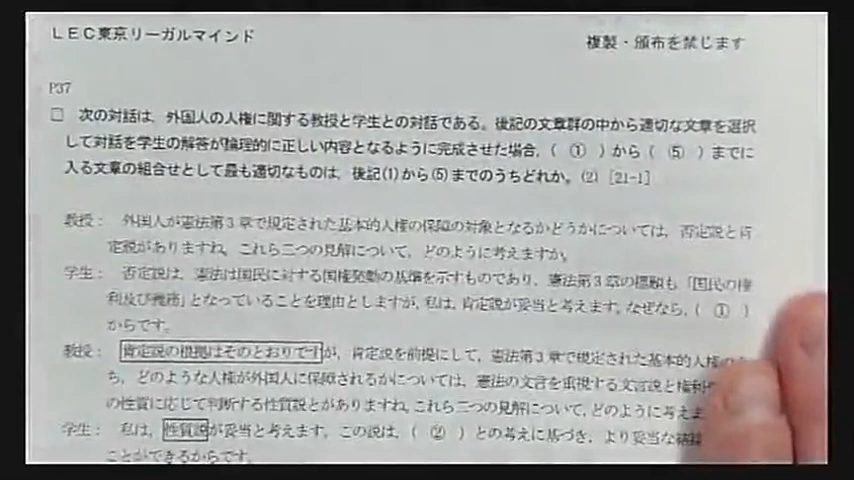 LEC東京リーガルマインド
複製・頒布を禁じます
P37
□ 次の対話は、外国人の人権に関する教授と学生との対話である。後記の文章群の中から適切な文章を選択
して対話を学生の解答が論理的に正しい内容となるように完成させた場合、( ① )から( ⑤ )までに
入る文章の組合せとして最も適切なものは、後記(1)から(5)までのうちどれか。(2) [21-1]
教授: 外国人が憲法第3章で規定された基本的人権の保障の対象となるかどうかについては、否定説と肯
定説がありますね。これら二つの見解について、どのように考えますか。
学生: 否定説は、憲法は国民に対する国権発動の基準を示すものであり、憲法第3章の標題も「国民の権
利及び義務」となっていることを理由としますが、私は、肯定説が妥当と考えます。なぜなら、( ① )
からです。
教授: 肯定説の根拠はそのとおりですが、肯定説を前提にして、憲法第3章で規定された基本的人権の
ち、どのような人権が外国人に保障されるかについては、憲法の文言を重視する文言説と権利
の性質に応じて判断する性質説とがありますね。これら二つの見解について、どのように考えま
学生: 私は、性質説が妥当と考えます。この説は、( ② )との考えに基づき、より妥当な結
ことができるからです。